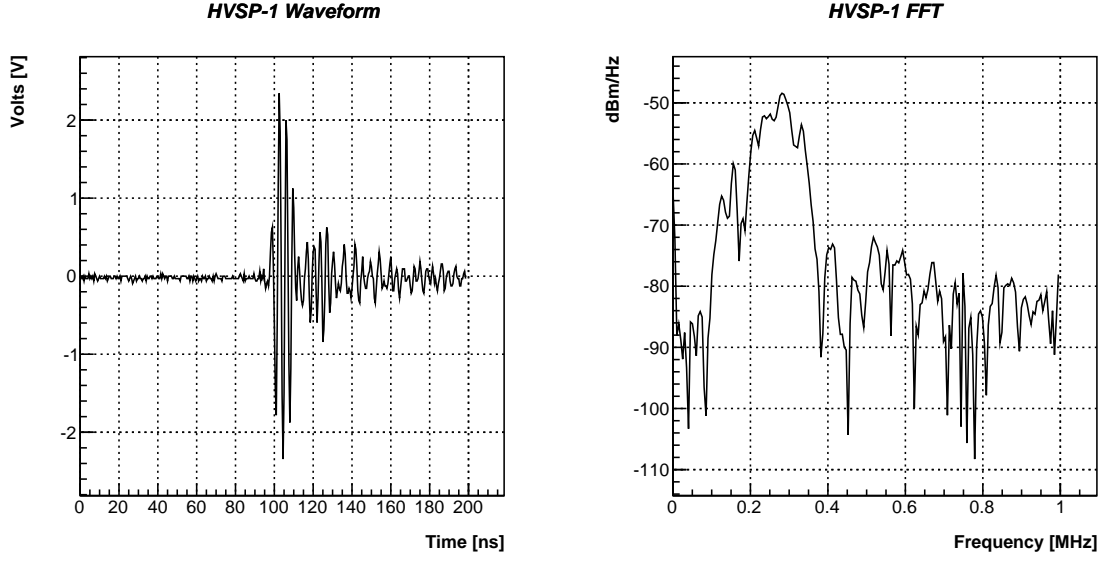 HVSP-1 Waveform
Volts [V]
2
1
0
-1
-2
0 20 40 60 80 100 120 140 160 180 200
Time [ns]
HVSP-1 FFT
dBm/Hz
-50
-60
-70
-80
-90
-100
-110
0 0.2 0.4 0.6 0.8 1
Frequency [MHz]